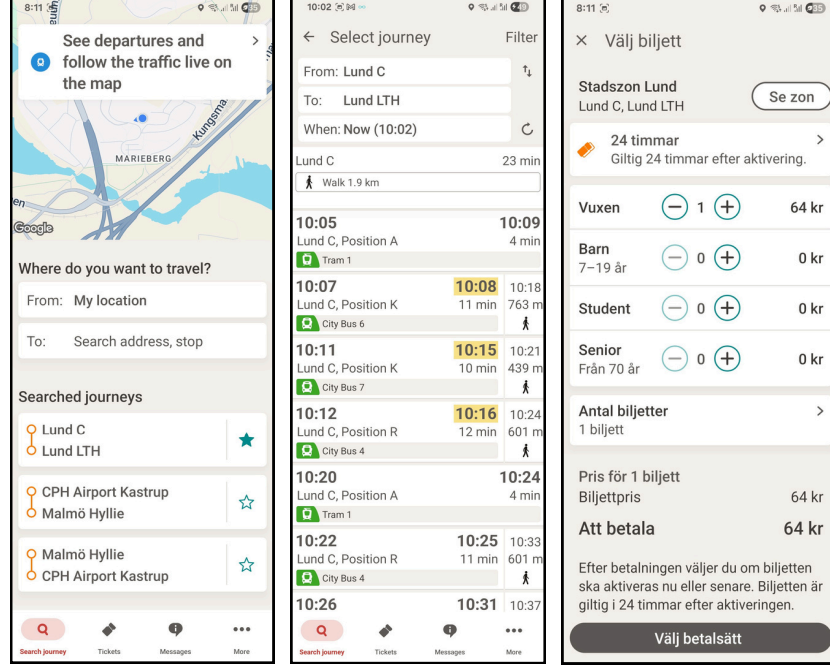 8:11
35
See departures and
follow the traffic live on
the map
Kungsma
MARIEBERG
en
Google
Where do you want to travel?
From: My location
To: Search address, stop
Searched journeys
Lund C
Lund LTH
CPH Airport Kastrup
Malmö Hyllie
Malmö Hyllie
CPH Airport Kastrup
Search journey Tickets Messages More
10:02
49
Select journey Filter
From: Lund C
To: Lund LTH
When: Now (10:02)
Lund C 23 min
Walk 1.9 km
10:05 10:09
Lund C, Position A 4 min
Tram 1
10:07 10:08 10:18
Lund C, Position K 11 min 763 m
City Bus 6
10:11 10:15 10:21
Lund C, Position K 10 min 439 m
City Bus 7
10:12 10:16 10:24
Lund C, Position R 12 min 601 m
City Bus 4
10:20 10:24
Lund C, Position A 4 min
Tram 1
10:22 10:25 10:33
Lund C, Position R 11 min 601 m
City Bus 4
10:26 10:31 10:37
Search journey Tickets Messages More
8:11
35
Välj biljett
Stadszon Lund
Lund C, Lund LTH
Se zon
24 timmar
Giltig 24 timmar efter aktivering.
Vuxen 1 64 kr
Barn
7–19 år 0 0 kr
Student 0 0 kr
Senior
Från 70 år 0 0 kr
Antal biljetter
1 biljett
Pris för 1 biljett
Biljettpris 64 kr
Att betala 64 kr
Efter betalningen väljer du om biljetten
ska aktiveras nu eller senare. Biljetten är
giltig i 24 timmar efter aktiveringen.
Välj betalsätt